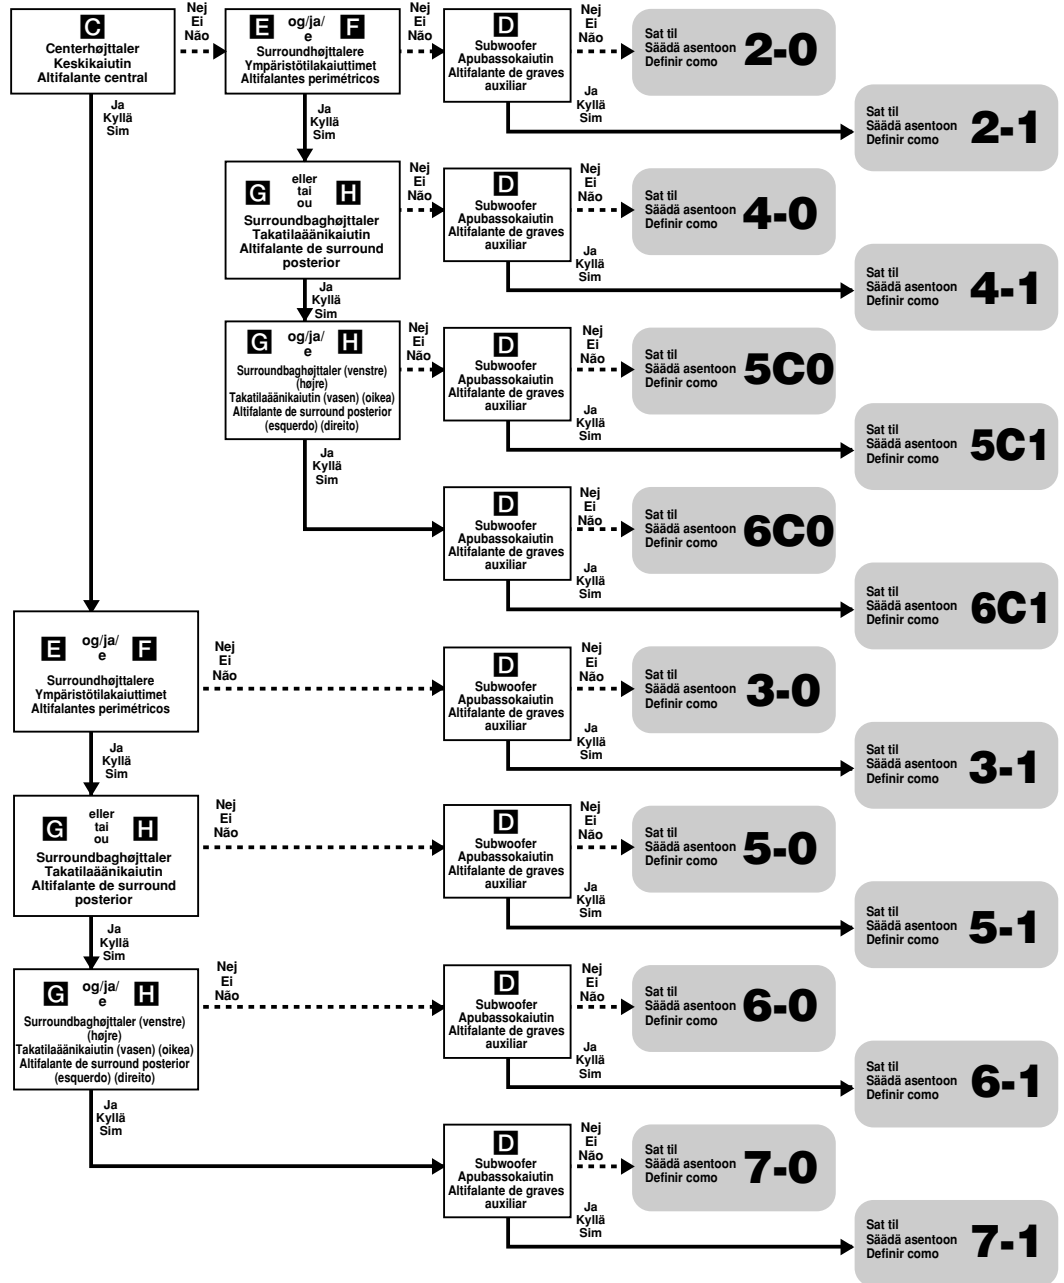 C
Centerhøjttaler
Keskikaiutin
Altifalante central
Nej
Ei
Não
E og/ja/ F
e
Surroundhøjttalere
Ympäristötilakaiuttimet
Altifalantes perimétricos
Nej
Ei
Não
D
Subwoofer
Apubassokaiutin
Altifalante de graves
auxiliar
Nej
Ei
Não
Sat til
Säädä asentoon
Definir como
2-0
Ja
Kyllä
Sim
Sat til
Säädä asentoon
Definir como
2-1
Ja
Kyllä
Sim
Ja
Kyllä
Sim
G eller H
tai
ou
Surroundbaghøjttaler
Takatilaäänikaiutin
Altifalante de surround
posterior
Nej
Ei
Não
D
Subwoofer
Apubassokaiutin
Altifalante de graves
auxiliar
Nej
Ei
Não
Sat til
Säädä asentoon
Definir como
4-0
Ja
Kyllä
Sim
Sat til
Säädä asentoon
Definir como
4-1
Ja
Kyllä
Sim
G og/ja/ H
e
Surroundbaghøjttaler (venstre)
(højre)
Takatilaäänikaiutin (vasen) (oikea)
Altifalante de surround posterior
(esquerdo) (direito)
Nej
Ei
Não
D
Subwoofer
Apubassokaiutin
Altifalante de graves
auxiliar
Nej
Ei
Não
Sat til
Säädä asentoon
Definir como
5C0
Ja
Kyllä
Sim
Sat til
Säädä asentoon
Definir como
5C1
Ja
Kyllä
Sim
D
Subwoofer
Apubassokaiutin
Altifalante de graves
auxiliar
Nej
Ei
Não
Sat til
Säädä asentoon
Definir como
6C0
Ja
Kyllä
Sim
Sat til
Säädä asentoon
Definir como
6C1
E og/ja/ F
e
Surroundhøjttalere
Ympäristötilakaiuttimet
Altifalantes perimétricos
Nej
Ei
Não
D
Subwoofer
Apubassokaiutin
Altifalante de graves
auxiliar
Nej
Ei
Não
Sat til
Säädä asentoon
Definir como
3-0
Ja
Kyllä
Sim
Sat til
Säädä asentoon
Definir como
3-1
Ja
Kyllä
Sim
G eller H
tai
ou
Surroundbaghøjttaler
Takatilaäänikaiutin
Altifalante de surround
posterior
Nej
Ei
Não
D
Subwoofer
Apubassokaiutin
Altifalante de graves
auxiliar
Nej
Ei
Não
Sat til
Säädä asentoon
Definir como
5-0
Ja
Kyllä
Sim
Sat til
Säädä asentoon
Definir como
5-1
Ja
Kyllä
Sim
G og/ja/ H
e
Surroundbaghøjttaler (venstre)
(højre)
Takatilaäänikaiutin (vasen) (oikea)
Altifalante de surround posterior
(esquerdo) (direito)
Nej
Ei
Não
D
Subwoofer
Apubassokaiutin
Altifalante de graves
auxiliar
Nej
Ei
Não
Sat til
Säädä asentoon
Definir como
6-0
Ja
Kyllä
Sim
Sat til
Säädä asentoon
Definir como
6-1
Ja
Kyllä
Sim
D
Subwoofer
Apubassokaiutin
Altifalante de graves
auxiliar
Nej
Ei
Não
Sat til
Säädä asentoon
Definir como
7-0
Ja
Kyllä
Sim
Sat til
Säädä asentoon
Definir como
7-1